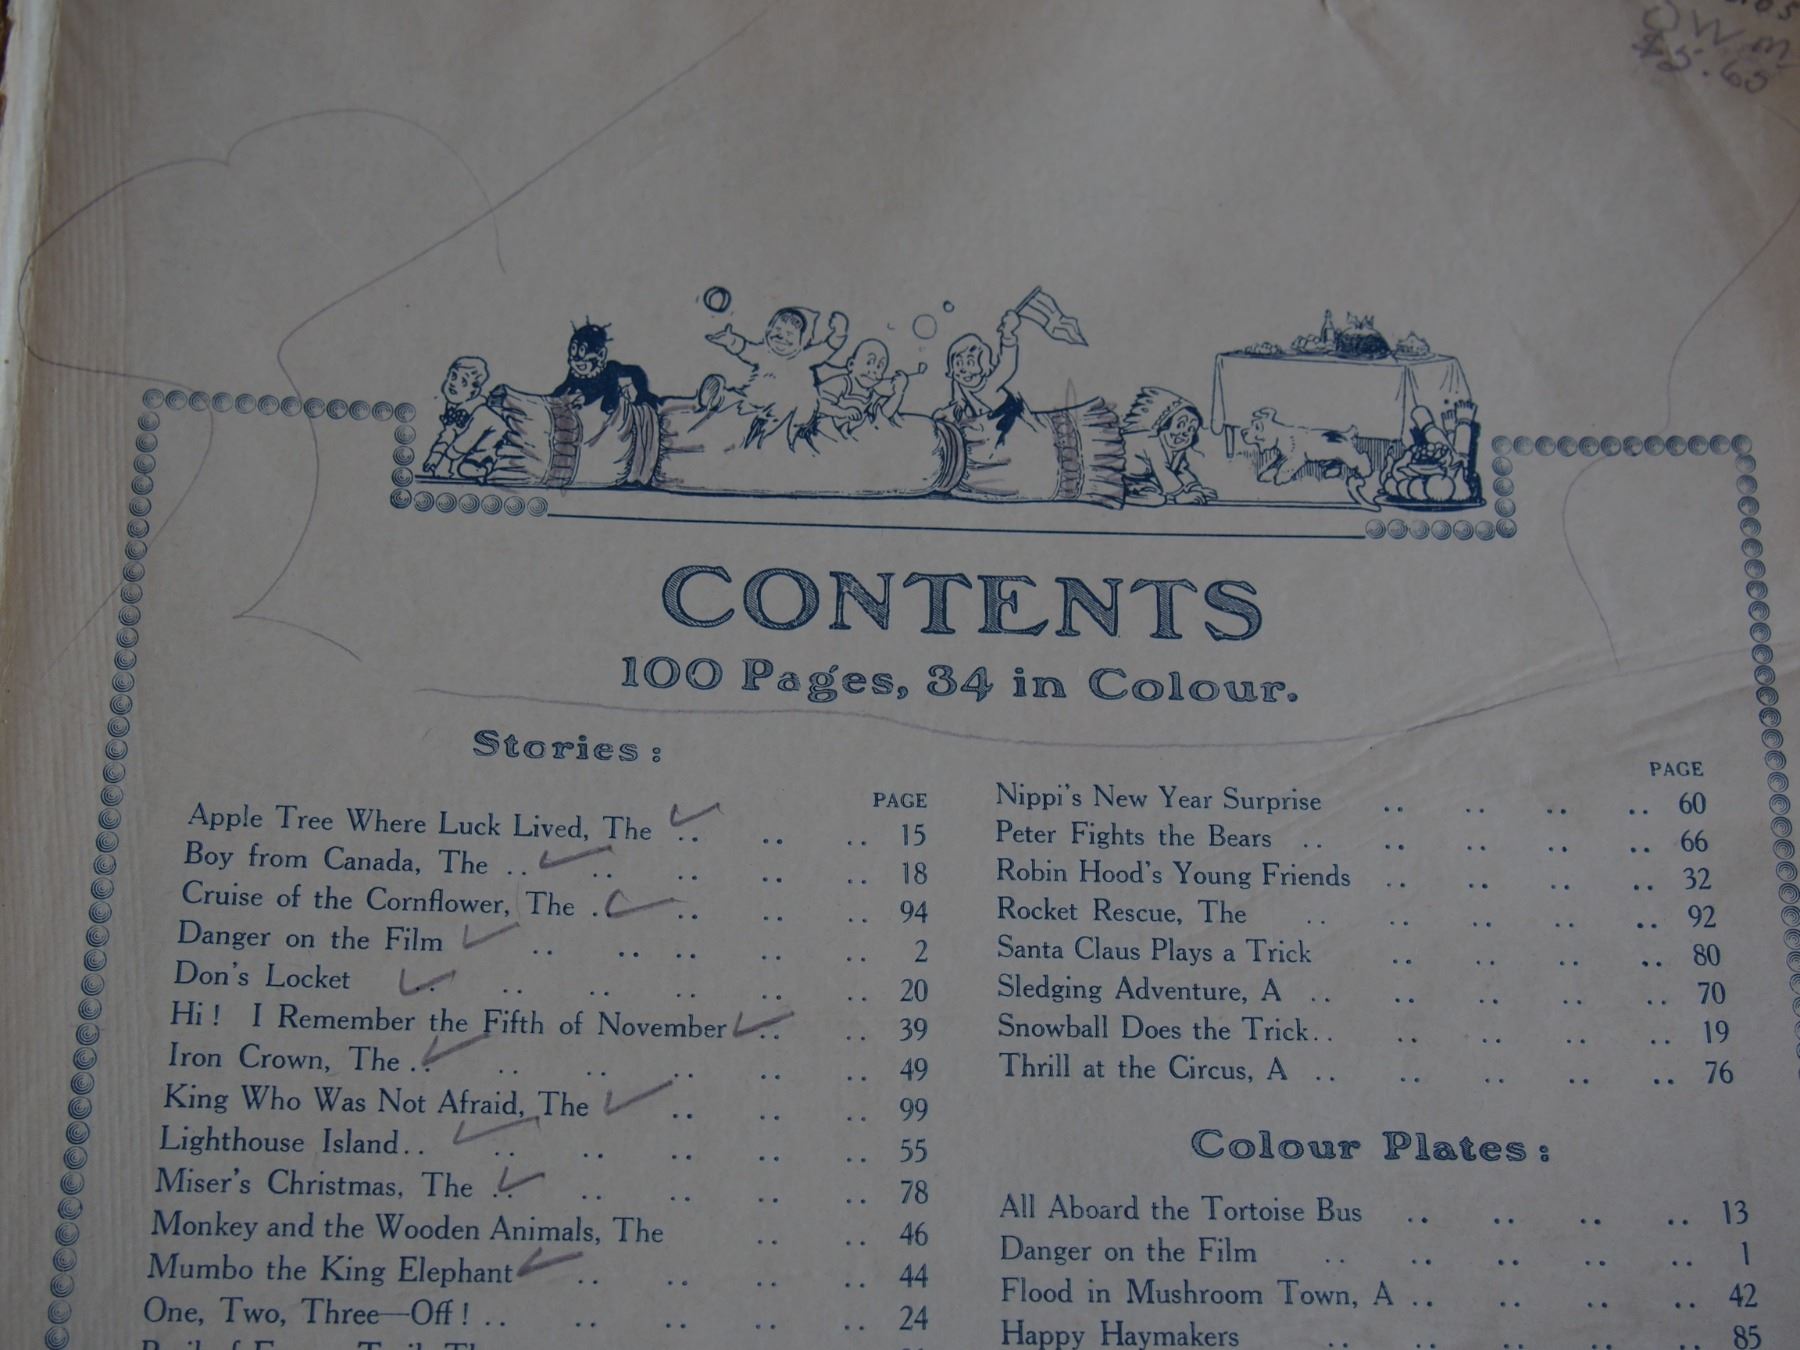 $5.60
CONTENTS
100 Pages, 34 in Colour.
Stories :
PAGE
Apple Tree Where Luck Lived, The .. .. .. 15
Boy from Canada, The .. .. .. .. .. 18
Cruise of the Cornflower, The . .. .. .. 94
Danger on the Film .. .. .. .. .. 2
Don's Locket .. .. .. .. .. .. 20
Hi ! I Remember the Fifth of November .. .. 39
Iron Crown, The .. .. .. .. .. .. 49
King Who Was Not Afraid, The .. .. .. 99
Lighthouse Island .. .. .. .. .. .. 55
Miser's Christmas, The .. .. .. .. .. 78
Monkey and the Wooden Animals, The .. .. 46
Mumbo the King Elephant .. .. .. .. 44
One, Two, Three—Off ! .. .. .. .. .. 24
PAGE
Nippi's New Year Surprise .. .. .. .. 60
Peter Fights the Bears .. .. .. .. .. 66
Robin Hood's Young Friends .. .. .. .. 32
Rocket Rescue, The .. .. .. .. .. 92
Santa Claus Plays a Trick .. .. .. .. 80
Sledging Adventure, A .. .. .. .. .. 70
Snowball Does the Trick .. .. .. .. .. 19
Thrill at the Circus, A .. .. .. .. .. 76
Colour Plates :
All Aboard the Tortoise Bus .. .. .. .. 13
Danger on the Film .. .. .. .. .. 1
Flood in Mushroom Town, A .. .. .. .. 42
Happy Haymakers .. .. .. .. .. 85